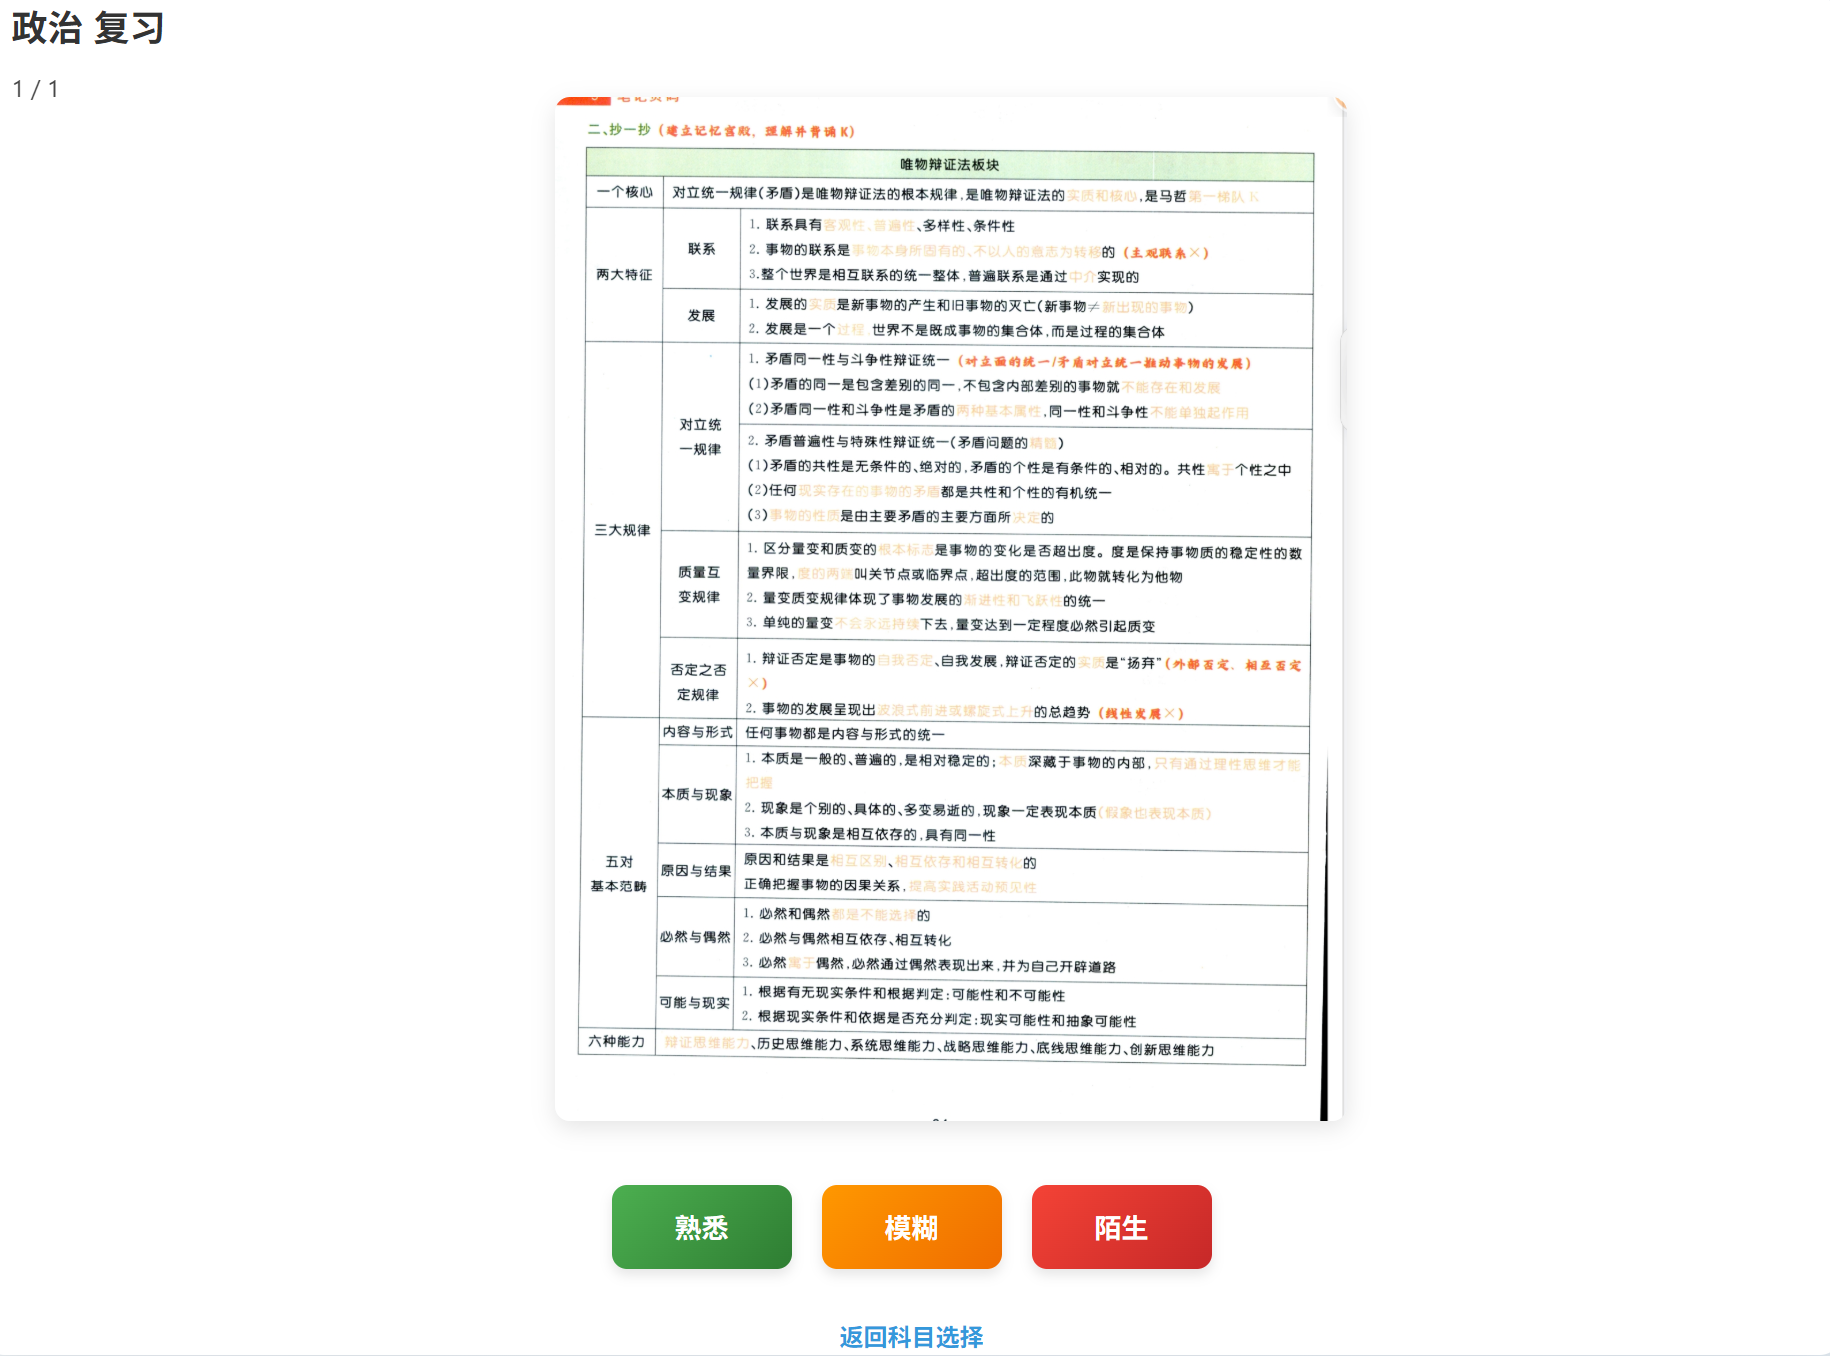 政治 复习
1 / 1
二、抄一抄（建立记忆宫殿，理解并背诵K）
唯物辩证法板块
一个核心
对立统一规律(矛盾)是唯物辩证法的根本规律,是唯物辩证法的实质和核心,是马哲第一梯队K
两大特征
联系
1. 联系具有客观性、普遍性、多样性、条件性
2. 事物的联系是事物本身所固有的、不以人的意志为转移的（主观联系×）
3.整个世界是相互联系的统一整体,普遍联系是通过中介实现的
发展
1. 发展的实质是新事物的产生和旧事物的灭亡(新事物≠新出现的事物)
2. 发展是一个过程 世界不是既成事物的集合体,而是过程的集合体
三大规律
对立统
一规律
1. 矛盾同一性与斗争性辩证统一（对立面的统一/矛盾对立统一推动事物的发展）
(1)矛盾的同一是包含差别的同一,不包含内部差别的事物就不能存在和发展
(2)矛盾同一性和斗争性是矛盾的两种基本属性,同一性和斗争性不能单独起作用
2. 矛盾普遍性与特殊性辩证统一(矛盾问题的精髓)
(1)矛盾的共性是无条件的、绝对的,矛盾的个性是有条件的、相对的。共性寓于个性之中
(2)任何现实存在的事物的矛盾都是共性和个性的有机统一
(3)事物的性质是由主要矛盾的主要方面所决定的
质量互
变规律
1. 区分量变和质变的根本标志是事物的变化是否超出度。度是保持事物质的稳定性的数
量界限,度的两端叫关节点或临界点,超出度的范围,此物就转化为他物
2. 量变质变规律体现了事物发展的渐进性和飞跃性的统一
3. 单纯的量变不会永远持续下去,量变达到一定程度必然引起质变
否定之否
定规律
1. 辩证否定是事物的自我否定、自我发展,辩证否定的实质是“扬弃”（外部否定、相互否定
×）
2. 事物的发展呈现出波浪式前进或螺旋式上升的总趋势（线性发展×）
五对
基本范畴
内容与形式
任何事物都是内容与形式的统一
本质与现象
1. 本质是一般的、普遍的,是相对稳定的;本质深藏于事物的内部,只有通过理性思维才能
把握
2. 现象是个别的、具体的、多变易逝的,现象一定表现本质(假象也表现本质)
3. 本质与现象是相互依存的,具有同一性
原因与结果
原因和结果是相互区别、相互依存和相互转化的
正确把握事物的因果关系,提高实践活动预见性
必然与偶然
1. 必然和偶然都是不能选择的
2. 必然与偶然相互依存、相互转化
3. 必然寓于偶然,必然通过偶然表现出来,并为自己开辟道路
可能与现实
1. 根据有无现实条件和根据判定:可能性和不可能性
2. 根据现实条件和依据是否充分判定:现实可能性和抽象可能性
六种能力
辩证思维能力、历史思维能力、系统思维能力、战略思维能力、底线思维能力、创新思维能力
熟悉
模糊
陌生
返回科目选择